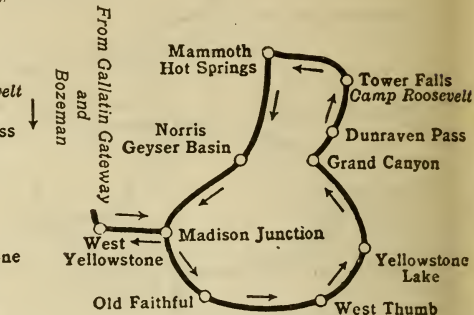 From Gallatin Gateway
and
Bozeman
Mammoth
Hot Springs
Tower Falls
Camp Roosevelt
Dunraven Pass
Norris
Geyser Basin
Grand Canyon
West
Yellowstone
Madison Junction
Yellowstone
Lake
Old Faithful
West Thumb